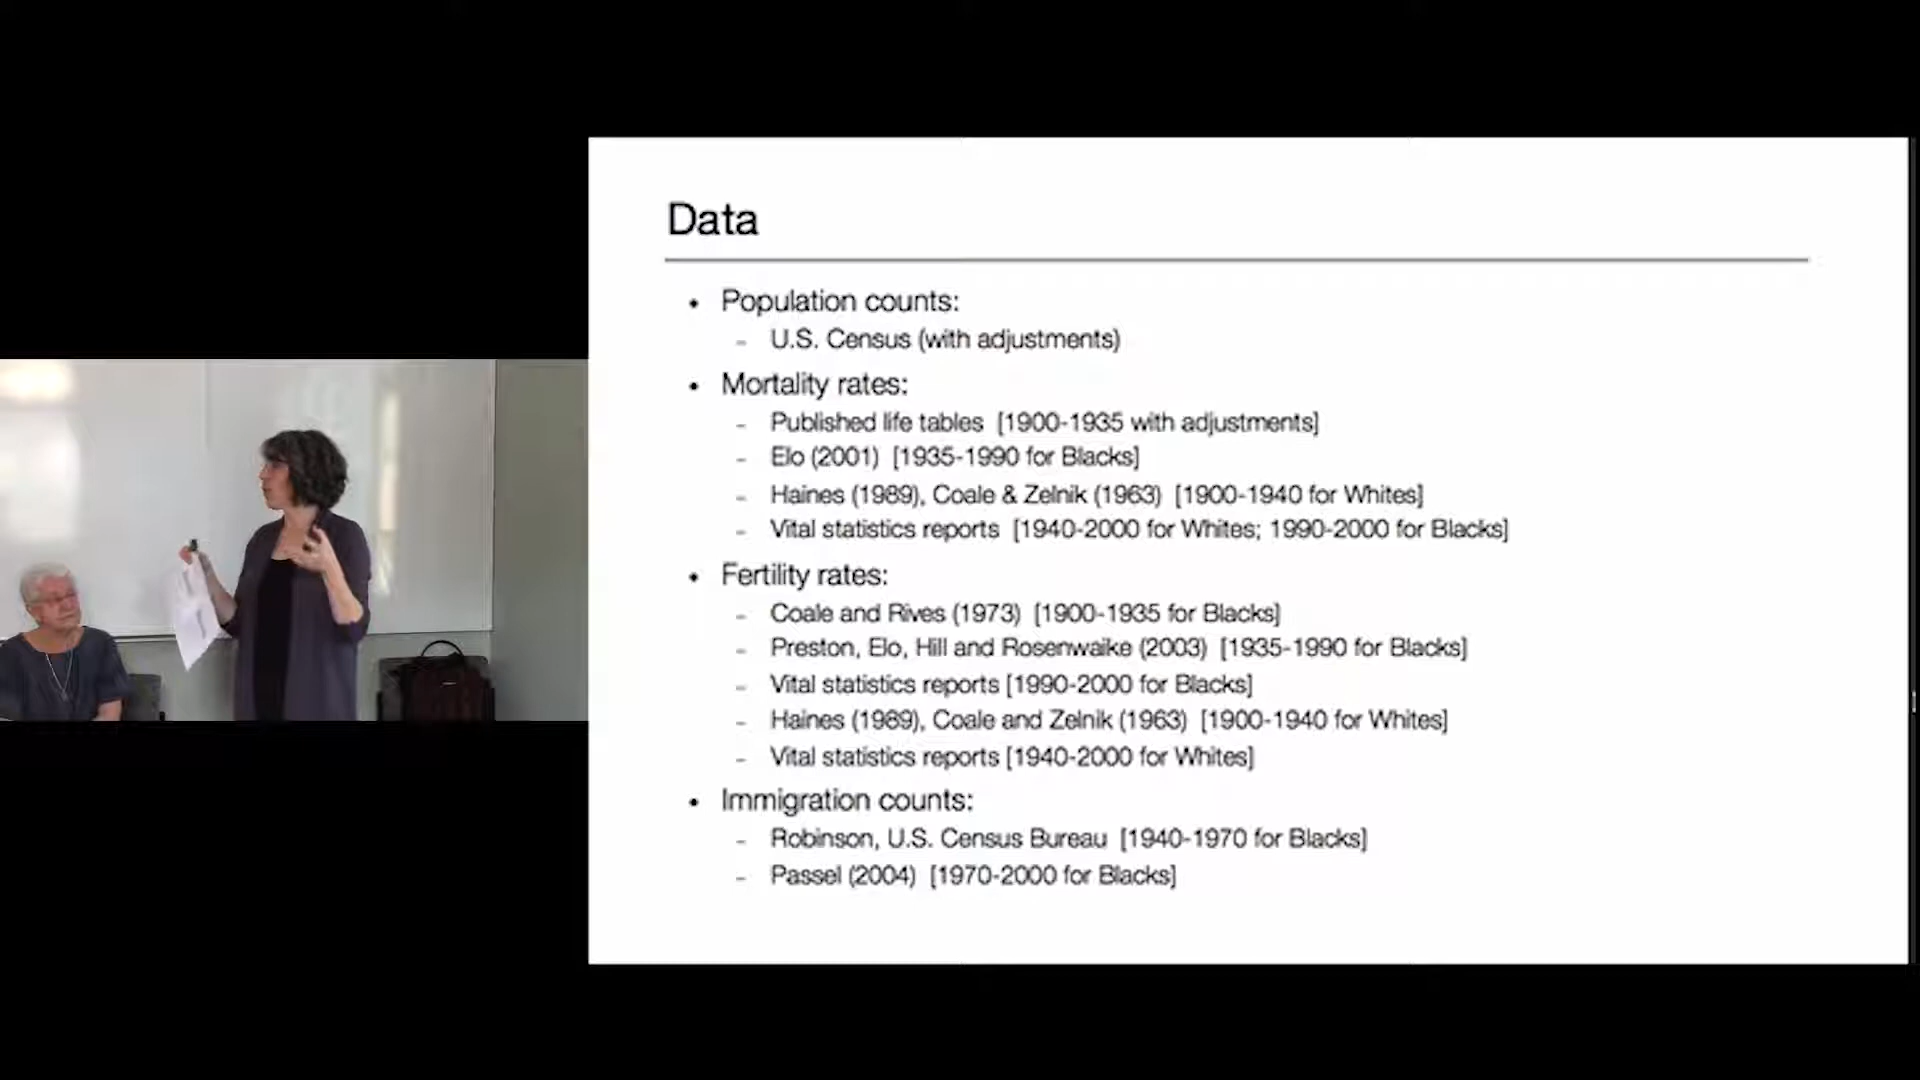 Data
• Population counts:
- U.S. Census (with adjustments)
• Mortality rates:
- Published life tables [1900-1935 with adjustments]
- Elo (2001) [1935-1990 for Blacks]
- Haines (1989), Coale & Zelnik (1963) [1900-1940 for Whites]
- Vital statistics reports [1940-2000 for Whites; 1990-2000 for Blacks]
• Fertility rates:
- Coale and Rives (1973) [1900-1935 for Blacks]
- Preston, Elo, Hill and Rosenwaike (2003) [1935-1990 for Blacks]
- Vital statistics reports [1990-2000 for Blacks]
- Haines (1989), Coale and Zelnik (1963) [1900-1940 for Whites]
- Vital statistics reports [1940-2000 for Whites]
• Immigration counts:
- Robinson, U.S. Census Bureau [1940-1970 for Blacks]
- Passel (2004) [1970-2000 for Blacks]